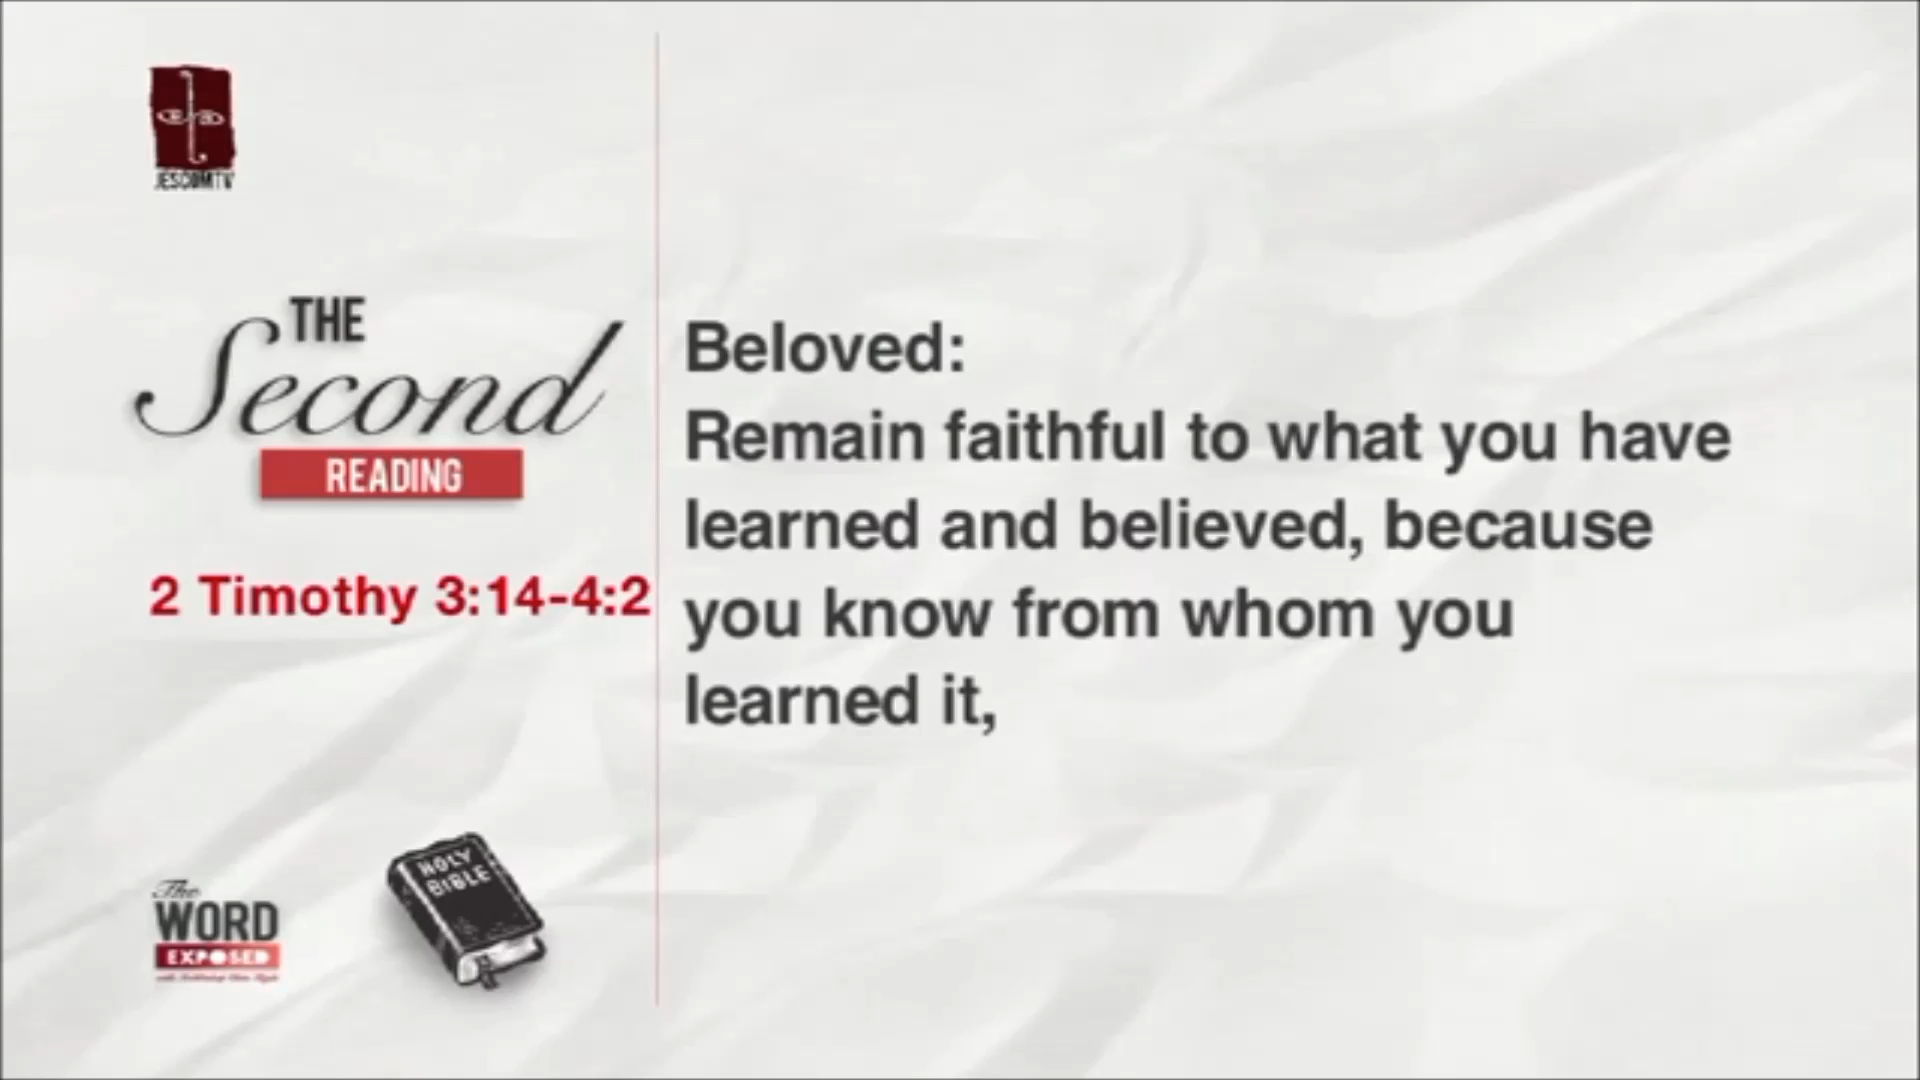 JESCOMTV
THE
Second
READING
2 Timothy 3:14-4:2
Beloved:
Remain faithful to what you have
learned and believed, because
you know from whom you
learned it,
HOLY
BIBLE
The
WORD
EXPOSED